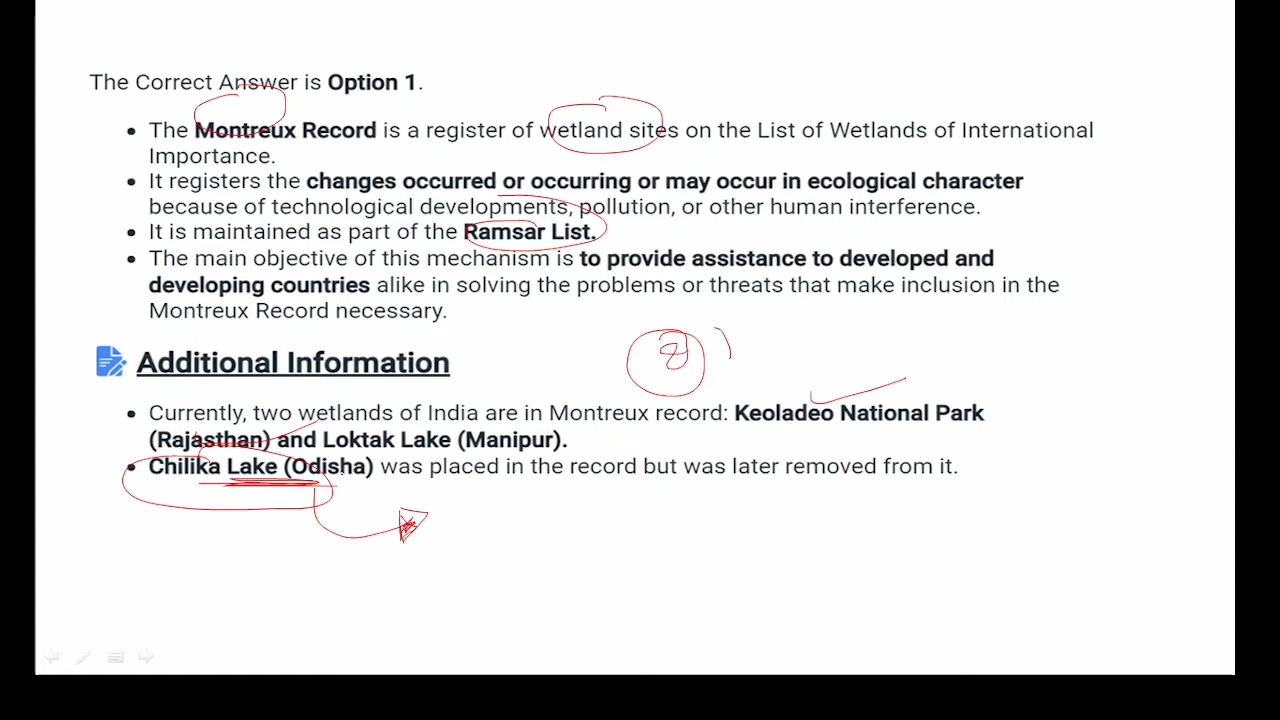 The Correct Answer is Option 1.
• The Montreux Record is a register of wetland sites on the List of Wetlands of International
Importance.
• It registers the changes occurred or occurring or may occur in ecological character
because of technological developments, pollution, or other human interference.
• It is maintained as part of the Ramsar List.
• The main objective of this mechanism is to provide assistance to developed and
developing countries alike in solving the problems or threats that make inclusion in the
Montreux Record necessary.
Additional Information
• Currently, two wetlands of India are in Montreux record: Keoladeo National Park
(Rajasthan) and Loktak Lake (Manipur).
• Chilika Lake (Odisha) was placed in the record but was later removed from it.